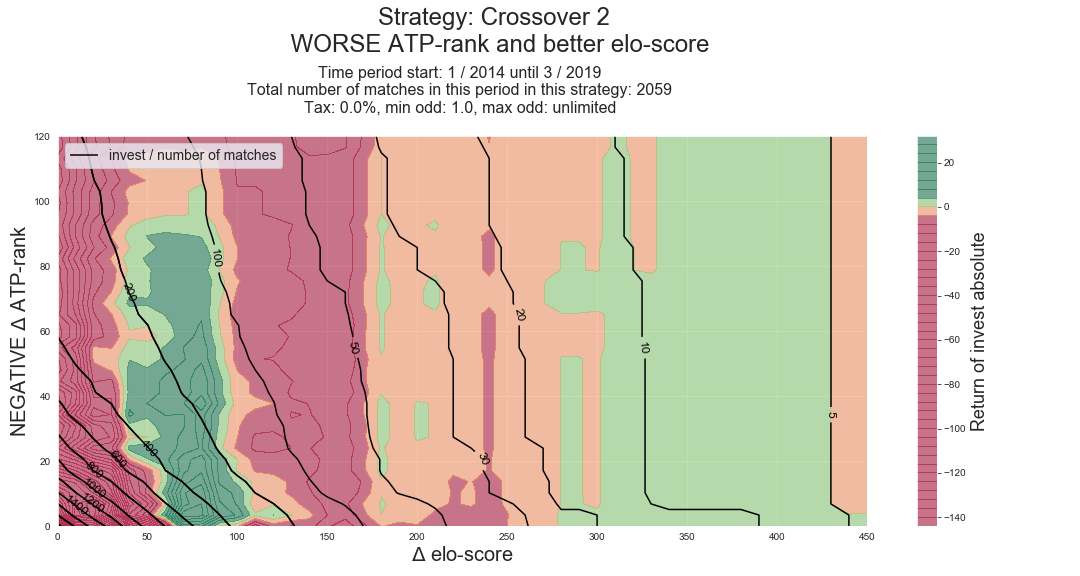 Strategy: Crossover 2
WORSE ATP-rank and better elo-score
Time period start: 1 / 2014 until 3 / 2019
Total number of matches in this period in this strategy: 2059
Tax: 0.0%, min odd: 1.0, max odd: unlimited
invest / number of matches
NEGATIVE Δ ATP-rank
120
100
80
60
40
20
0
0 50 100 150 200 250 300 350 400 450
Δ elo-score
200
100
50
30
20
10
5
400
600
800
1000
1200
1400
20
0
−20
−40
−60
−80
−100
−120
−140
Return of invest absolute